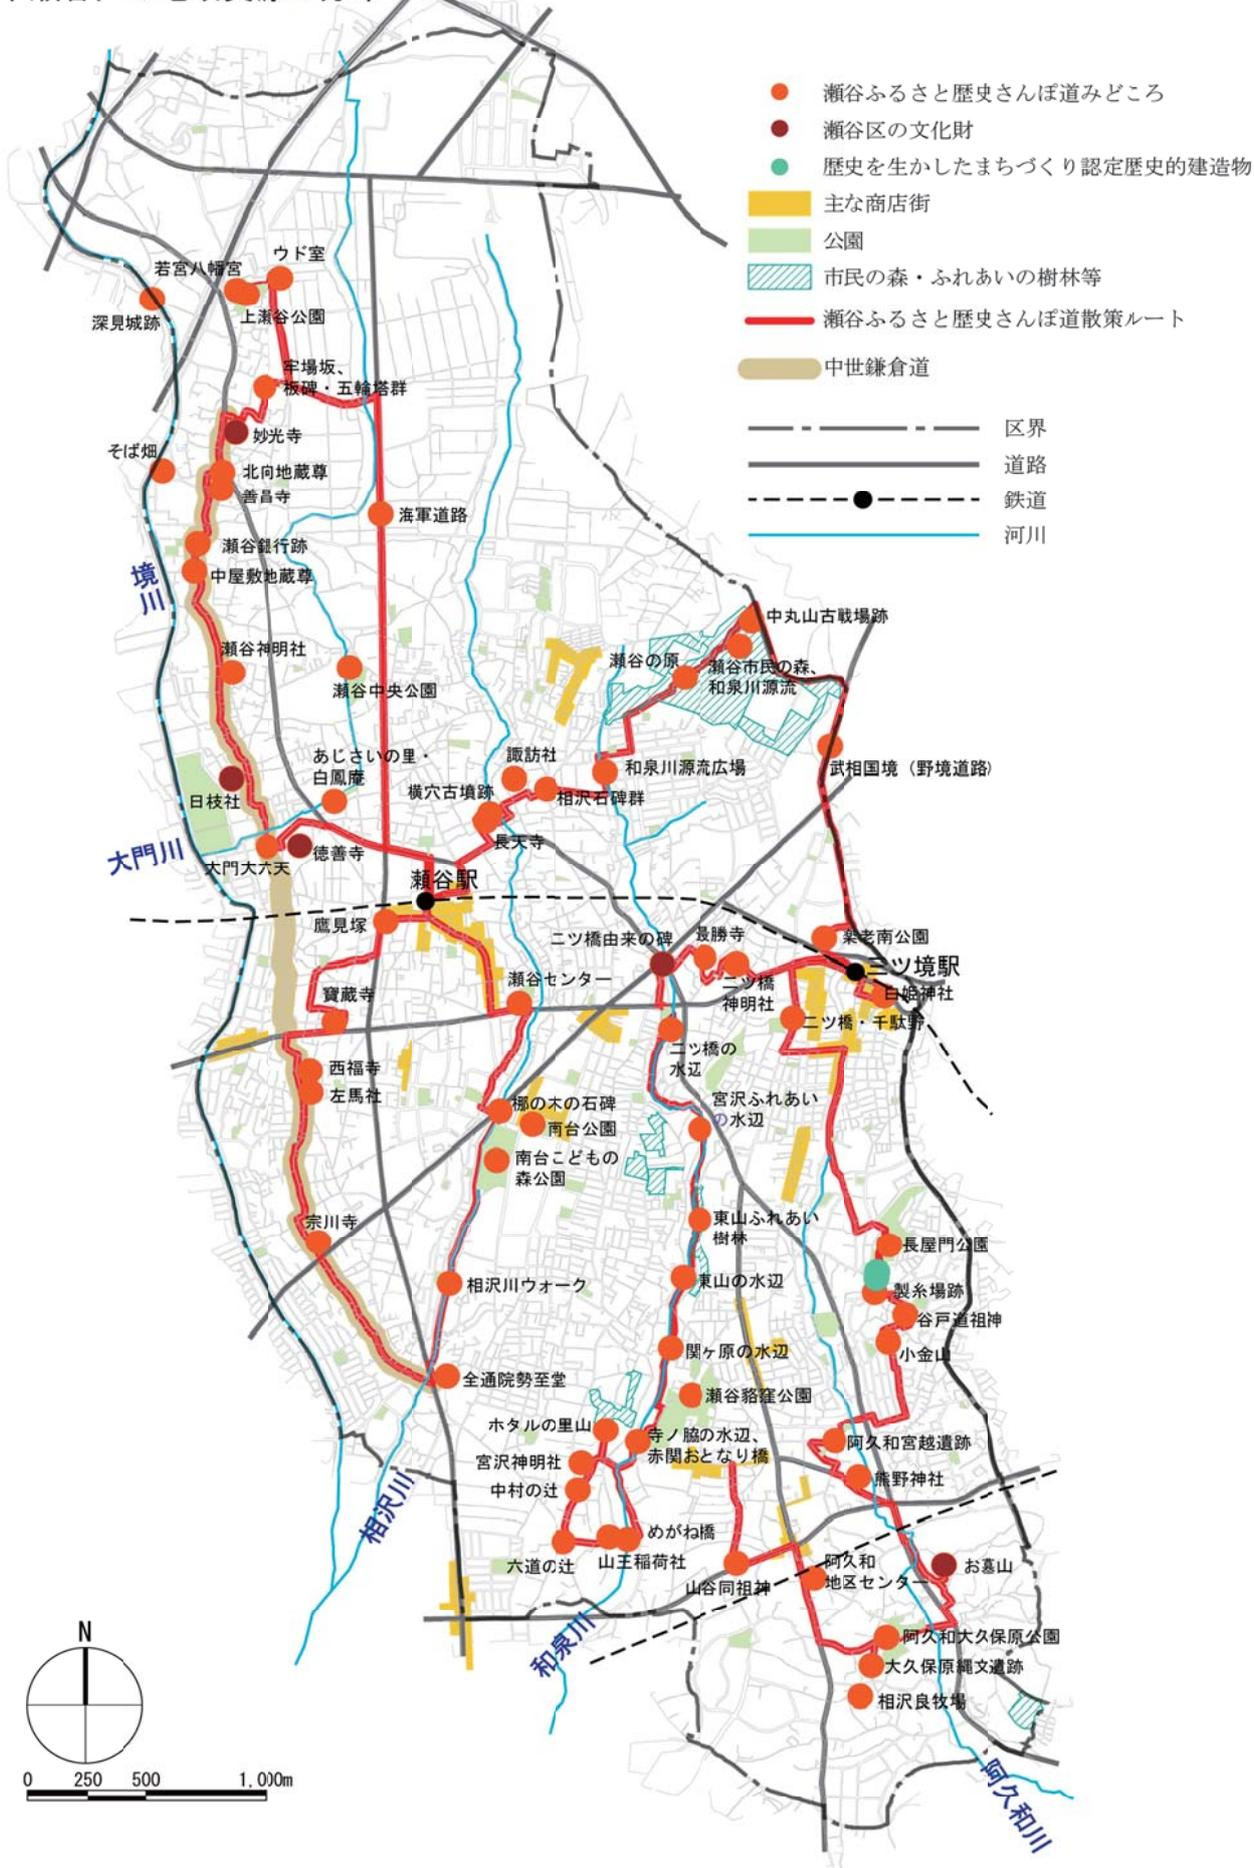 瀬谷ふるさと歴史さんぽ道みどころ
瀬谷区の文化財
歴史を生かしたまちづくり認定歴史的建造物
主な商店街
公園
市民の森・ふれあいの樹林等
瀬谷ふるさと歴史さんぽ道散策ルート
中世鎌倉道
区界
道路
鉄道
河川
ウド室
若宮八幡宮
深見城跡
上瀬谷公園
牢場坂、
板碑・五輪塔群
妙光寺
そば畑
北向地蔵尊
善昌寺
海軍道路
瀬谷銀行跡
中屋敷地蔵尊
境川
中丸山古戦場跡
瀬谷神明社
瀬谷の原
瀬谷市民の森、
和泉川源流
瀬谷中央公園
あじさいの里・
白鳳庵
諏訪社
和泉川源流広場
武相国境（野境道路）
日枝社
横穴古墳跡
相沢石碑群
長天寺
大門川
大門大六天
徳善寺
瀬谷駅
鷹見塚
二ツ橋由来の碑
最勝寺
楽老南公園
三ツ境駅
瀬谷センター
二ツ橋
神明社
白姫神社
寶蔵寺
二ツ橋・千駄野
二ツ橋の
水辺
西福寺
左馬社
梛の木の石碑
南台公園
宮沢ふれあい
の水辺
南台こどもの
森公園
宗川寺
東山ふれあい
樹林
長屋門公園
相沢川ウォーク
東山の水辺
製糸場跡
谷戸道祖神
関ヶ原の水辺
小金山
全通院勢至堂
瀬谷貉窪公園
ホタルの里山
寺ノ脇の水辺、
赤関おとなり橋
阿久和宮越遺跡
宮沢神明社
熊野神社
中村の辻
相沢川
めがね橋
六道の辻
山王稲荷社
山谷同祖神
阿久和
地区センター
お墓山
和泉川
阿久和大久保原公園
大久保原縄文遺跡
相沢良牧場
阿久和川
N
0 250 500 1,000m